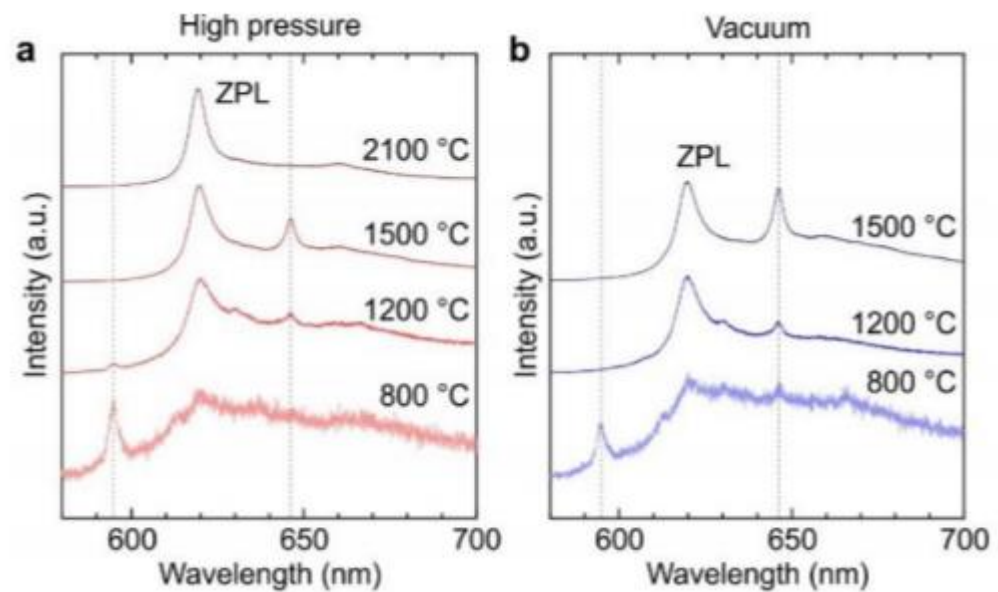 a
High pressure
ZPL
2100 °C
1500 °C
1200 °C
800 °C
Intensity (a.u.)
600
650
700
Wavelength (nm)
b
Vacuum
ZPL
1500 °C
1200 °C
800 °C
Intensity (a.u.)
600
650
700
Wavelength (nm)